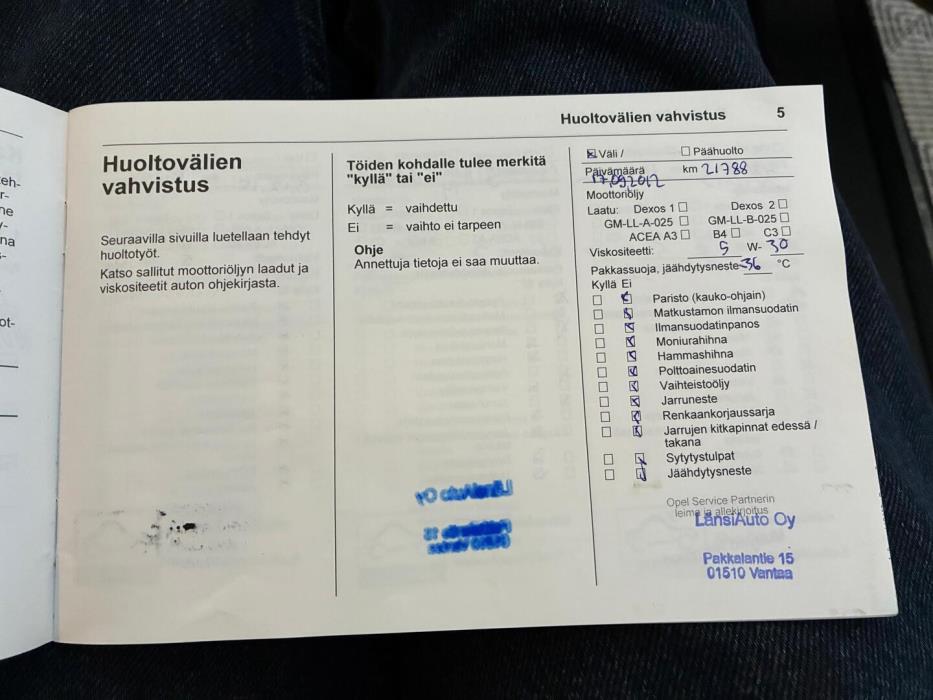 Huoltovälien vahvistus 5
Huoltovälien
vahvistus
Seuraavilla sivuilla luetellaan tehdyt
huoltotyöt.
Katso sallitut moottoriöljyn laadut ja
viskositeetit auton ohjekirjasta.
Töiden kohdalle tulee merkitä
"kyllä" tai "ei"
Kyllä = vaihdettu
Ei = vaihto ei tarpeen
Ohje
Annettuja tietoja ei saa muuttaa.
Väli / Päähuolto
Päivämäärä km 21788
17.09.2012
Moottoriöljy
Laatu: Dexos 1 Dexos 2
GM-LL-A-025 GM-LL-B-025
ACEA A3 B4 C3
Viskositeetti: 5 W- 30
Pakkassuoja, jäähdytysneste -36 °C
Kyllä Ei
Paristo (kauko-ohjain)
Matkustamon ilmansuodatin
Ilmansuodatinpanos
Moniurahihna
Hammashihna
Polttoainesuodatin
Vaihteistoöljy
Jarruneste
Renkaankorjaussarja
Jarrujen kitkapinnat edessä /
takana
Sytytystulpat
Jäähdytysneste
Opel Service Partnerin
leima ja allekirjoitus
LänsiAuto Oy
Pakkalantie 15
01510 Vantaa